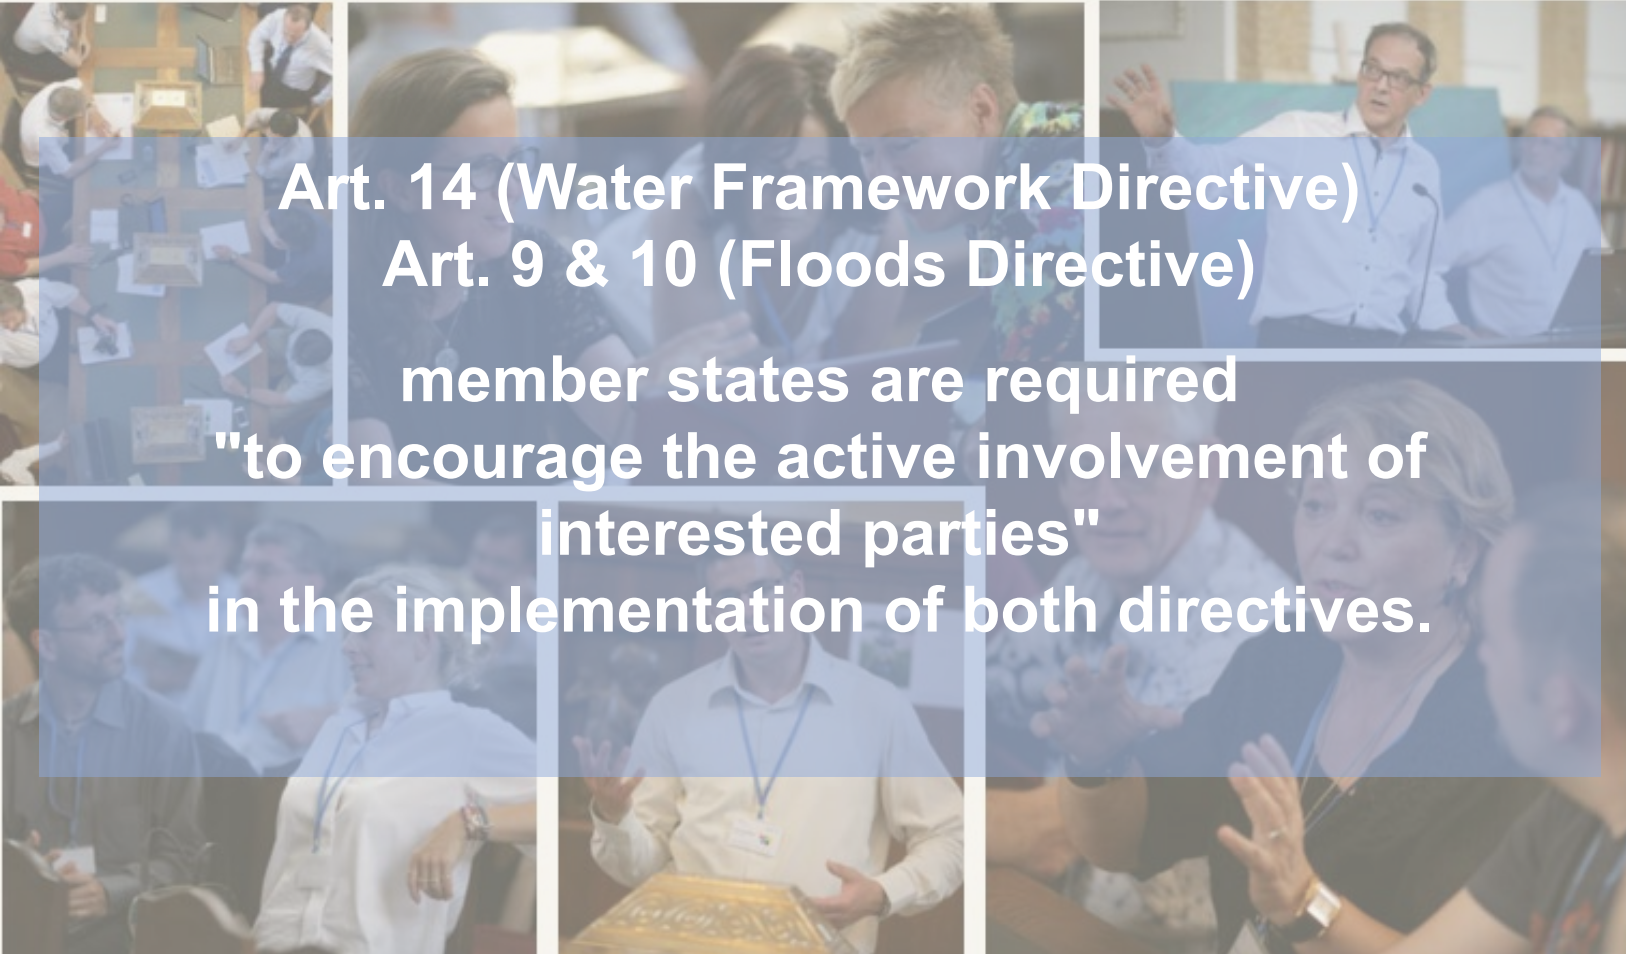 Art. 14 (Water Framework Directive)
Art. 9 & 10 (Floods Directive)
member states are required
"to encourage the active involvement of
interested parties"
in the implementation of both directives.